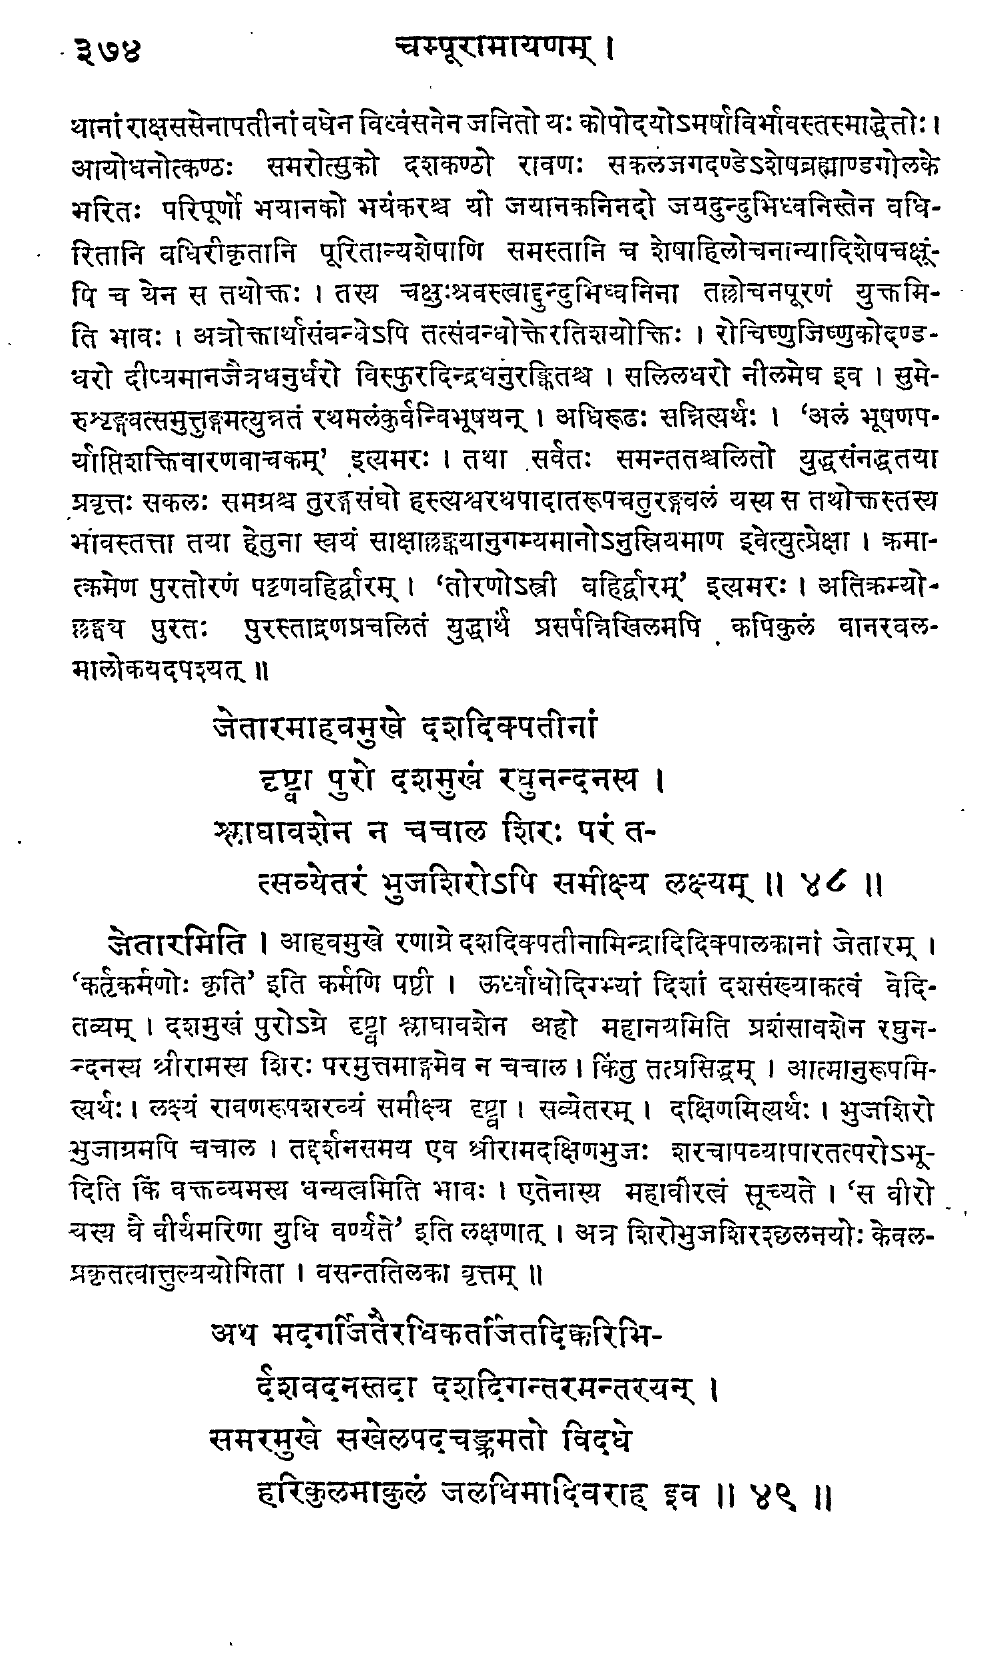 ३७४ चम्पूरामायणम् ।
थानां राक्षससेनापतीनां वधेन विध्वंसनेन जनितो यः कोपोदयोऽमर्षाविर्भावस्तस्माद्धेतोः ।
आयोधनोत्कण्ठः समरोत्सुको दशकण्ठो रावणः सकलजगदण्डेऽशेषब्रह्माण्डगोलके
भरितः परिपूर्णो भयानको भयंकरश्च यो जयानकनिनदो जयदुन्दुभिध्वनिस्तेन बधि-
रितानि बधिरीकृतानि पूरितान्यशेषाणि समस्तानि च शेषाहिलोचनान्यादिशेषचक्षूं-
षि च येन स तथोक्तः । तस्य चक्षुःश्रवस्त्वाद्दुन्दुभिध्वनिना तल्लोचनपूरणं युक्तमि-
ति भावः । अत्रोक्तार्थासंबन्धेऽपि तत्संबन्धोक्तेरतिशयोक्तिः । रोचिष्णुजिष्णुकोदण्ड-
धरो दीप्यमानजैत्रधनुर्धरो विस्फुरदिन्द्रधनुरङ्कितश्च । सलिलधरो नीलमेघ इव । सुमे-
रुशृङ्गवत्समुत्तुङ्गमत्युन्नतं रथमलंकुर्वन्विभूषयन् । अधिरूढः सन्नित्यर्थः । ‘अलं भूषणप-
र्याप्तिशक्तिवारणवाचकम्’ इत्यमरः । तथा सर्वतः समन्ततश्चलितो युद्धसंनद्धतया
प्रवृत्तः सकलः समग्रश्च तुरङ्गसंघो हस्त्यश्वरथपादातरूपचतुरङ्गबलं यस्य स तथोक्तस्तस्य
भावस्तत्ता तया हेतुना स्वयं साक्षाल्लङ्कयानुगम्यमानोऽनुस्रियमाण इवेत्युत्प्रेक्षा । क्रमा-
त्क्रमेण पुरतोरणं पट्टणबहिर्द्वारम् । ‘तोरणोऽस्त्री बहिर्द्वारम्’ इत्यमरः । अतिक्रम्यो-
ल्लङ्घ्य पुरतः पुरस्ताद्रणप्रचलितं युद्धार्थं प्रसर्पन्निखिलमपि कपिकुलं वानरबल-
मालोकयदपश्यत् ॥
जेतारमाहवमुखे दशदिक्पतीनां
दृष्ट्वा पुरो दशमुखं रघुनन्दनस्य ।
श्लाघावशेन न चचाल शिरः परं त-
त्सव्येतरं भुजशिरोऽपि समीक्ष्य लक्ष्यम् ॥ ४८ ॥
जेतारमिति । आहवमुखे रणाग्रे दशदिक्पतीनामिन्द्रादिदिक्पालकानां जेतारम् ।
‘कर्तृकर्मणोः कृति’ इति कर्मणि षष्ठी । ऊर्ध्वाधोदिग्भ्यां दिशां दशसंख्याकत्वं वेदि-
तव्यम् । दशमुखं पुरोऽग्रे दृष्ट्वा श्लाघावशेन अहो महानयमिति प्रशंसावशेन रघुन-
न्दनस्य श्रीरामस्य शिरः परमुत्तमाङ्गमेव न चचाल । किंतु तत्प्रसिद्धम् । आत्मानुरूपमि-
त्यर्थः । लक्ष्यं रावणरूपशरव्यं समीक्ष्य दृष्ट्वा । सव्येतरम् । दक्षिणमित्यर्थः । भुजशिरो
भुजाग्रमपि चचाल । तद्दर्शनसमय एव श्रीरामदक्षिणभुजः शरचापव्यापारतत्परोऽभू-
दिति किं वक्तव्यमस्य धन्यत्वमिति भावः । एतेनास्य महावीरत्वं सूच्यते । ‘स वीरो
यस्य वै वीर्यमरिणा युधि वर्ण्यते’ इति लक्षणात् । अत्र शिरोभुजशिरश्छलनयोः केवल-
प्रकृतत्वात्तुल्ययोगिता । वसन्ततिलका वृत्तम् ॥
अथ मदगर्जितैरधिकतर्जितदिक्करिभि-
र्दशवदनस्तदा दशदिगन्तरमन्तरयन् ।
समरमुखे सखेलपदचङ्क्रमतो विदधे
हरिकुलमाकुलं जलधिमादिवराह इव ॥ ४९ ॥